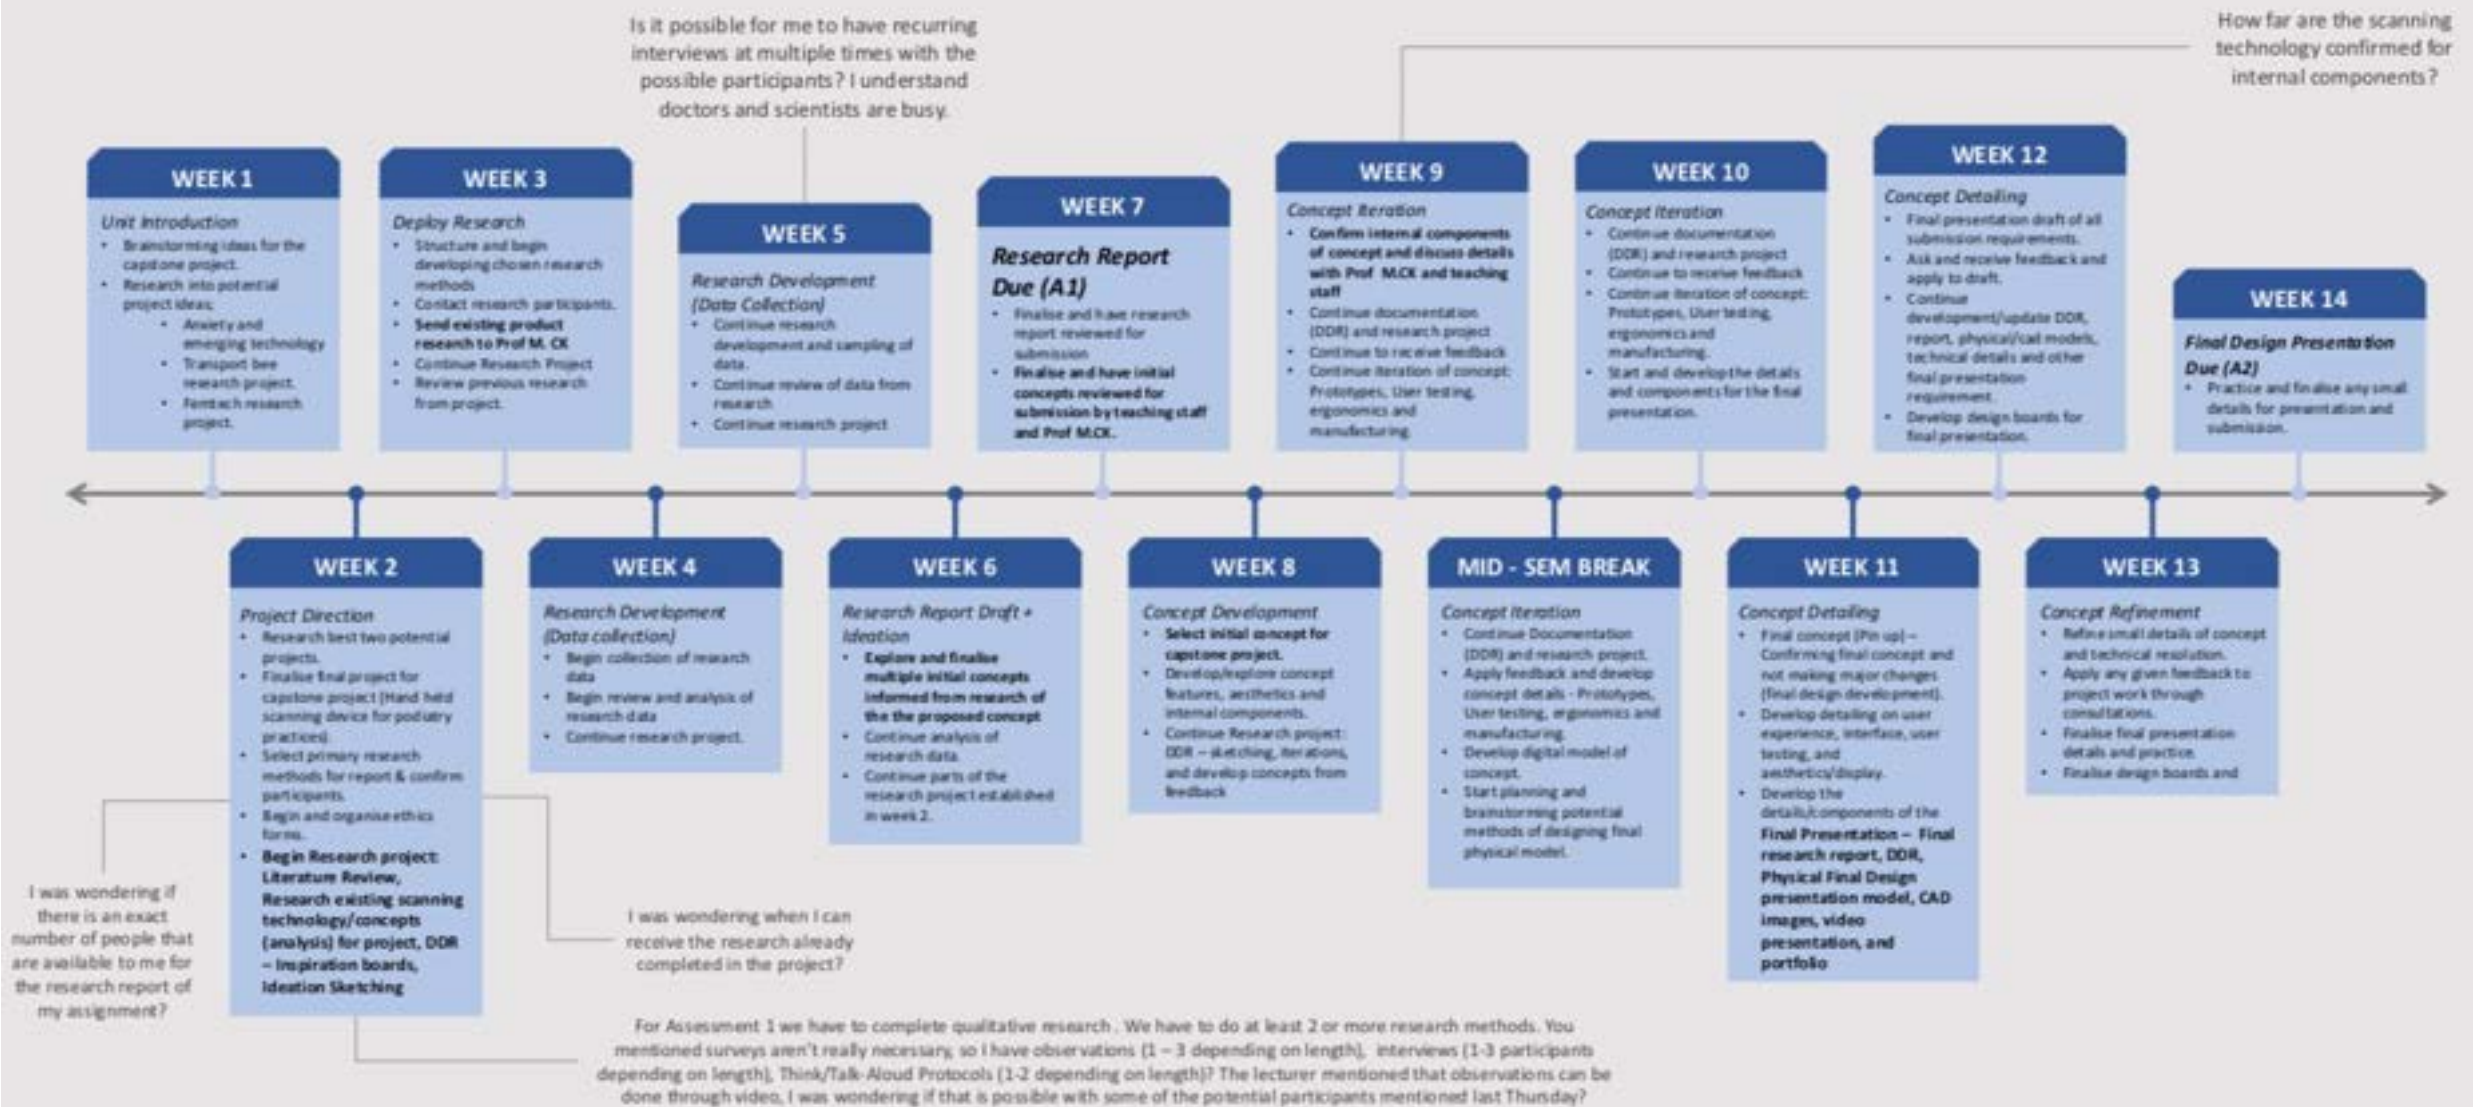 Is it possible for me to have recurring
interviews at multiple times with the
possible participants? I understand
doctors and scientists are busy.
How far are the scanning
technology confirmed for
internal components?
WEEK 1
Unit Introduction
• Brainstorming ideas for the
capstone project.
• Research into potential
project ideas;
• Anxiety and
emerging technology
• Transport bee
research project.
• Femtech research
project.
WEEK 3
Deploy Research
• Structure and begin
developing chosen research
methods
• Contact research participants.
• Send existing product
research to Prof M. CK
• Continue Research Project
• Review previous research
from project.
WEEK 5
Research Development
(Data Collection)
• Continue research
development and sampling of
data.
• Continue review of data from
research
• Continue research project
WEEK 7
Research Report
Due (A1)
• Finalise and have research
report reviewed for
submission
• Finalise and have initial
concepts reviewed for
submission by teaching staff
and Prof M.CK.
WEEK 9
Concept Iteration
• Confirm internal components
of concept and discuss details
with Prof M.CK and teaching
staff
• Continue documentation
(DDR) and research project
• Continue to receive feedback
• Continue iteration of concept:
Prototypes, User testing,
ergonomics and
manufacturing
WEEK 10
Concept Iteration
• Continue documentation
(DDR) and research project
• Continue to receive feedback
• Continue iteration of concept:
Prototypes, User testing,
ergonomics and
manufacturing.
• Start and develop the details
and components for the final
presentation.
WEEK 12
Concept Detailing
• Final presentation draft of all
submission requirements.
• Ask and receive feedback and
apply to draft.
• Continue
development/update DDR,
report, physical/cad models,
technical details and other
final presentation
requirement.
• Develop design boards for
final presentation.
WEEK 14
Final Design Presentation
Due (A2)
• Practice and finalise any small
details for presentation and
submission.
WEEK 2
Project Direction
• Research best two potential
projects.
• Finalise final project for
capstone project (Hand held
scanning device for podiatry
practices).
• Select primary research
methods for report & confirm
participants.
• Begin and organise ethics
forms.
• Begin Research project:
Literature Review,
Research existing scanning
technology/concepts
(analysis) for project, DDR
– Inspiration boards,
Ideation Sketching
WEEK 4
Research Development
(Data collection)
• Begin collection of research
data
• Begin review and analysis of
research data
• Continue research project.
WEEK 6
Research Report Draft +
Ideation
• Explore and finalise
multiple initial concepts
informed from research of
the the proposed concept
• Continue analysis of
research data.
• Continue parts of the
research project established
in week 2.
WEEK 8
Concept Development
• Select initial concept for
capstone project.
• Develop/explore concept
features, aesthetics and
internal components.
• Continue Research project:
DDR – sketching, iterations,
and develop concepts from
feedback
MID - SEM BREAK
Concept Iteration
• Continue Documentation
(DDR) and research project.
• Apply feedback and develop
concept details - Prototypes,
User testing, ergonomics and
manufacturing.
• Develop digital model of
concept.
• Start planning and
brainstorming potential
methods of designing final
physical model.
WEEK 11
Concept Detailing
• Final concept (Pin up) –
Confirming final concept and
not making major changes
(final design development).
• Develop detailing on user
experience, interface, user
testing, and
aesthetics/display.
• Develop the
details/components of the
Final Presentation – Final
research report, DDR,
Physical Final Design
presentation model, CAD
images, video
presentation, and
portfolio
WEEK 13
Concept Refinement
• Refine small details of concept
and technical resolution.
• Apply any given feedback to
project work through
consultations.
• Finalise final presentation
details and practice.
• Finalise design boards and
I was wondering if
there is an exact
number of people that
are available to me for
the research report of
my assignment?
I was wondering when I can
receive the research already
completed in the project?
For Assessment 1 we have to complete qualitative research . We have to do at least 2 or more research methods. You
mentioned surveys aren't really necessary, so I have observations (1 – 3 depending on length), interviews (1-3 participants
depending on length), Think/Talk-Aloud Protocols (1-2 depending on length)? The lecturer mentioned that observations can be
done through video, I was wondering if that is possible with some of the potential participants mentioned last Thursday?